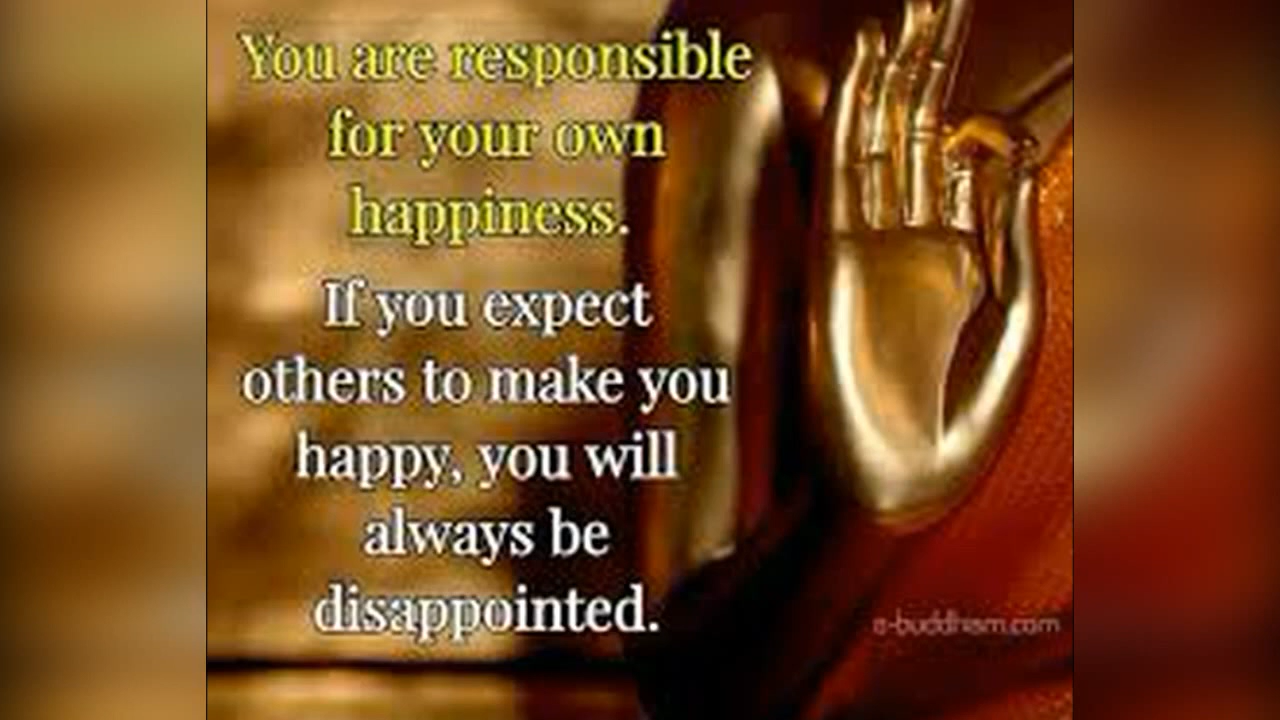 You are responsible
for your own
happiness.
If you expect
others to make you
happy, you will
always be
disappointed.
e-buddhism.com